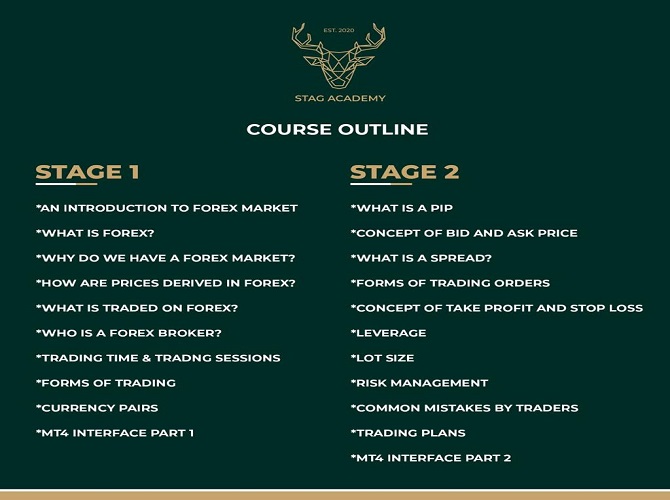 EST. 2020
STAG ACADEMY
COURSE OUTLINE
STAGE 1
*AN INTRODUCTION TO FOREX MARKET
*WHAT IS FOREX?
*WHY DO WE HAVE A FOREX MARKET?
*HOW ARE PRICES DERIVED IN FOREX?
*WHAT IS TRADED ON FOREX?
*WHO IS A FOREX BROKER?
*TRADING TIME & TRADNG SESSIONS
*FORMS OF TRADING
*CURRENCY PAIRS
*MT4 INTERFACE PART 1
STAGE 2
*WHAT IS A PIP
*CONCEPT OF BID AND ASK PRICE
*WHAT IS A SPREAD?
*FORMS OF TRADING ORDERS
*CONCEPT OF TAKE PROFIT AND STOP LOSS
*LEVERAGE
*LOT SIZE
*RISK MANAGEMENT
*COMMON MISTAKES BY TRADERS
*TRADING PLANS
*MT4 INTERFACE PART 2